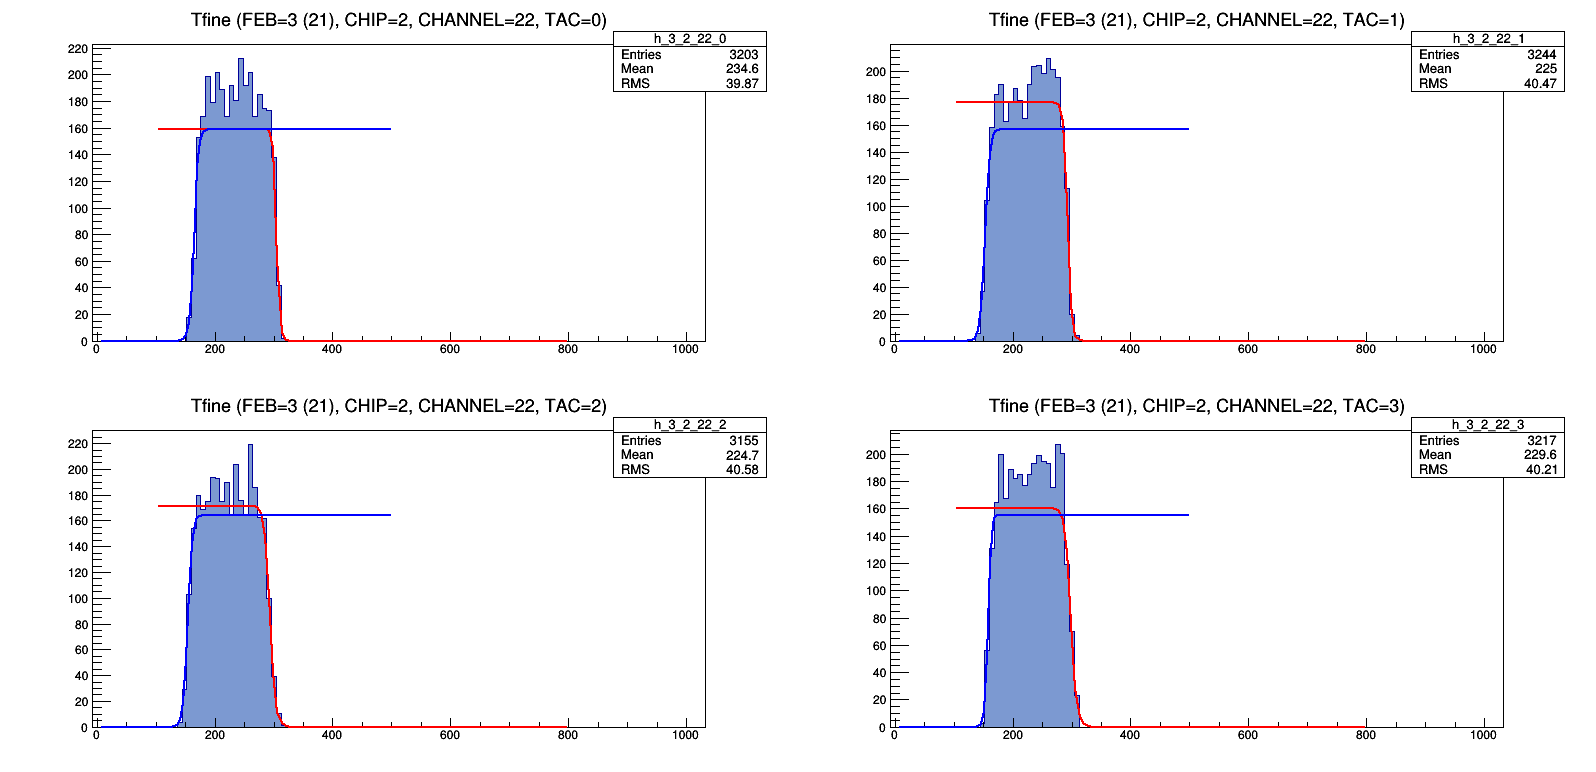 Tfine (FEB=3 (21), CHIP=2, CHANNEL=22, TAC=0)
h_3_2_22_0
Entries 3203
Mean 234.6
RMS 39.87
220
200
180
160
140
120
100
80
60
40
20
0
0 200 400 600 800 1000
Tfine (FEB=3 (21), CHIP=2, CHANNEL=22, TAC=1)
h_3_2_22_1
Entries 3244
Mean 225
RMS 40.47
200
180
160
140
120
100
80
60
40
20
0
0 200 400 600 800 1000
Tfine (FEB=3 (21), CHIP=2, CHANNEL=22, TAC=2)
h_3_2_22_2
Entries 3155
Mean 224.7
RMS 40.58
220
200
180
160
140
120
100
80
60
40
20
0
0 200 400 600 800 1000
Tfine (FEB=3 (21), CHIP=2, CHANNEL=22, TAC=3)
h_3_2_22_3
Entries 3217
Mean 229.6
RMS 40.21
200
180
160
140
120
100
80
60
40
20
0
0 200 400 600 800 1000